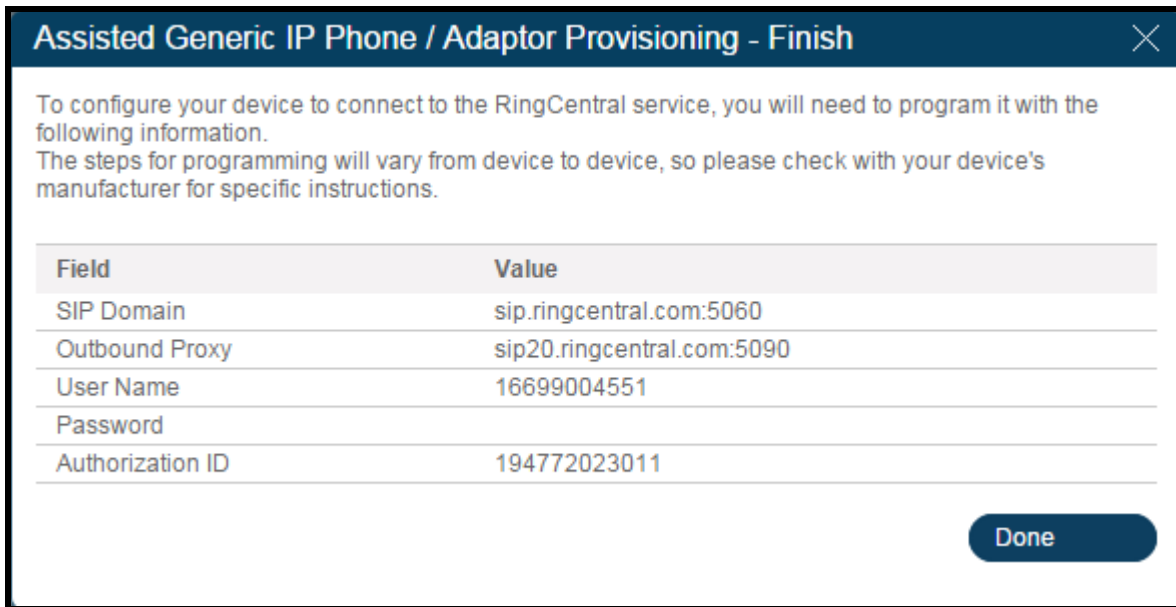 Assisted Generic IP Phone / Adaptor Provisioning - Finish
To configure your device to connect to the RingCentral service, you will need to program it with the
following information.
The steps for programming will vary from device to device, so please check with your device's
manufacturer for specific instructions.
Field Value
SIP Domain sip.ringcentral.com:5060
Outbound Proxy sip20.ringcentral.com:5090
User Name 16699004551
Password
Authorization ID 194772023011
Done